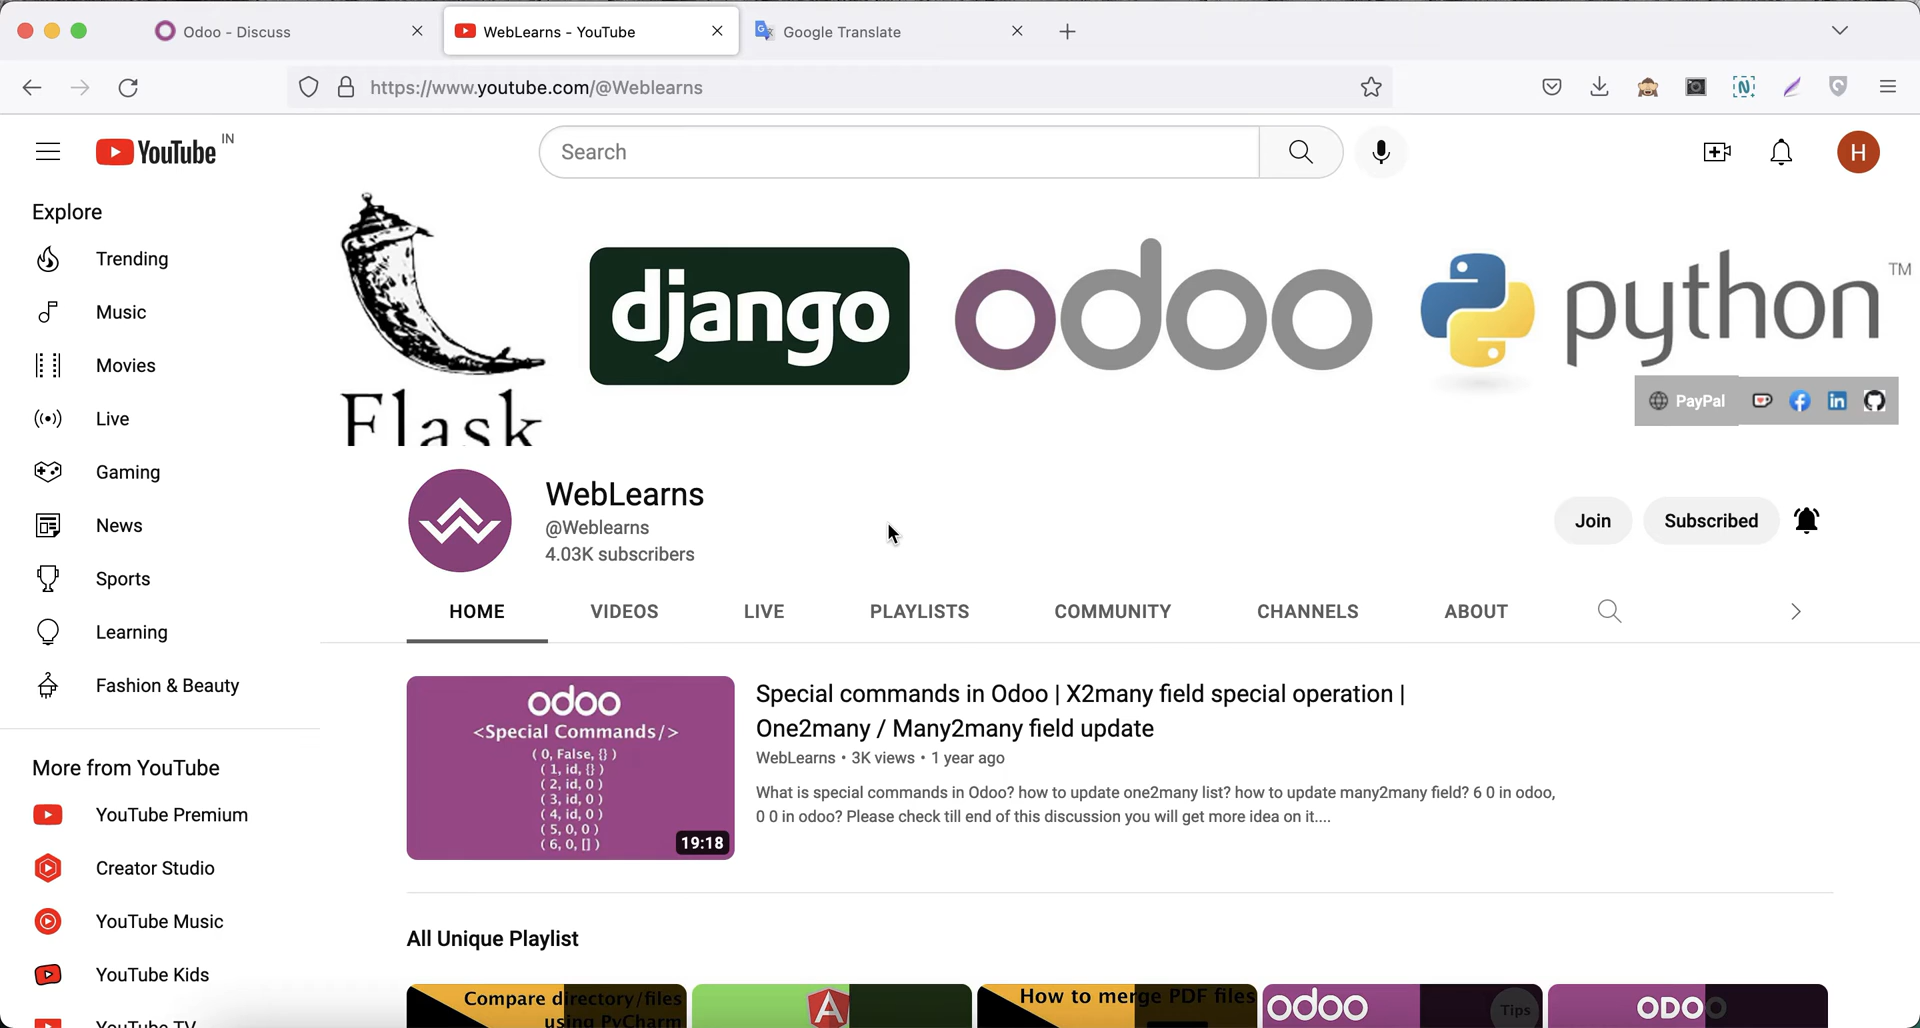 Odoo - Discuss
WebLearns - YouTube
Google Translate
https://www.youtube.com/@Weblearns
YouTube IN
Search
H
Explore
Trending
Music
Movies
Live
Gaming
News
Sports
Learning
Fashion & Beauty
More from YouTube
YouTube Premium
Creator Studio
YouTube Music
YouTube Kids
YouTube TV
Flask
django
odoo
python TM
PayPal
WebLearns
@Weblearns
4.03K subscribers
Join
Subscribed
HOME
VIDEOS
LIVE
PLAYLISTS
COMMUNITY
CHANNELS
ABOUT
odoo
<Special Commands/>
( 0, False, {} )
( 1, id, {} )
( 2, id, 0 )
( 3, id, 0 )
( 4, id, 0 )
( 5, 0, 0 )
( 6, 0, [] )
19:18
Special commands in Odoo | X2many field special operation |
One2many / Many2many field update
WebLearns • 3K views • 1 year ago
What is special commands in Odoo? how to update one2many list? how to update many2many field? 6 0 in odoo,
0 0 in odoo? Please check till end of this discussion you will get more idea on it....
All Unique Playlist
Compare directory/files
using PyCharm
A
How to merge PDF files
odoo
Tips
ODOO